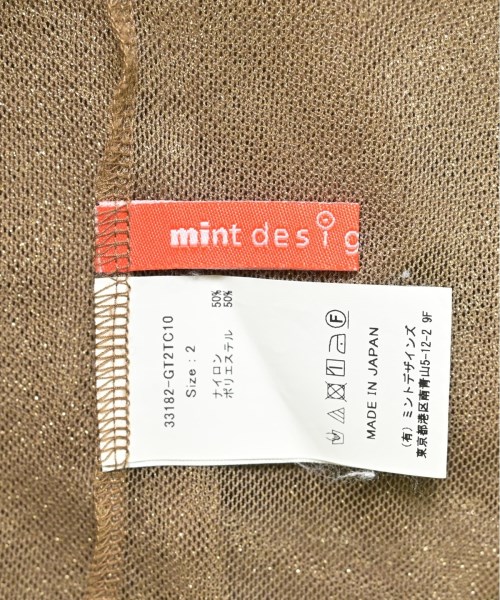 mint desig
33182-GT2TC10
Size : 2
ナイロン 50%
ポリエステル 50%
F
MADE IN JAPAN
(有) ミントデザインズ
東京都港区南青山5-12-2 9F